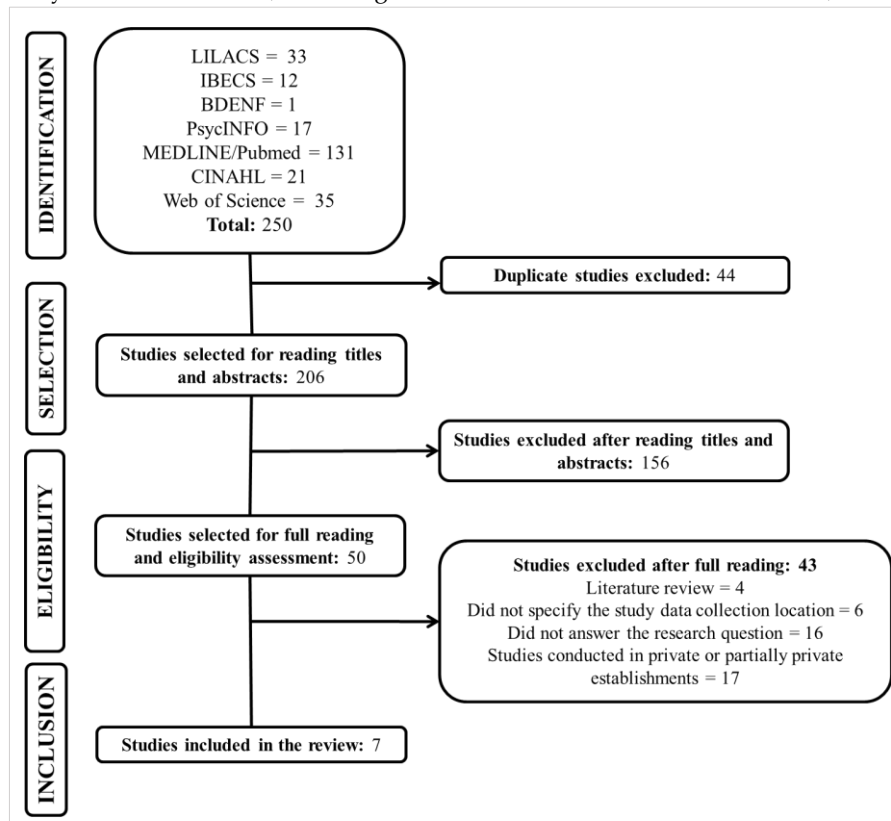 IDENTIFICATION
LILACS = 33
IBECS = 12
BDENF = 1
PsycINFO = 17
MEDLINE/Pubmed = 131
CINAHL = 21
Web of Science = 35
Total: 250
Duplicate studies excluded: 44
SELECTION
Studies selected for reading titles
and abstracts: 206
Studies excluded after reading titles and
abstracts: 156
ELIGIBILITY
Studies selected for full reading
and eligibility assessment: 50
Studies excluded after full reading: 43
Literature review = 4
Did not specify the study data collection location = 6
Did not answer the research question = 16
Studies conducted in private or partially private
establishments = 17
INCLUSION
Studies included in the review: 7